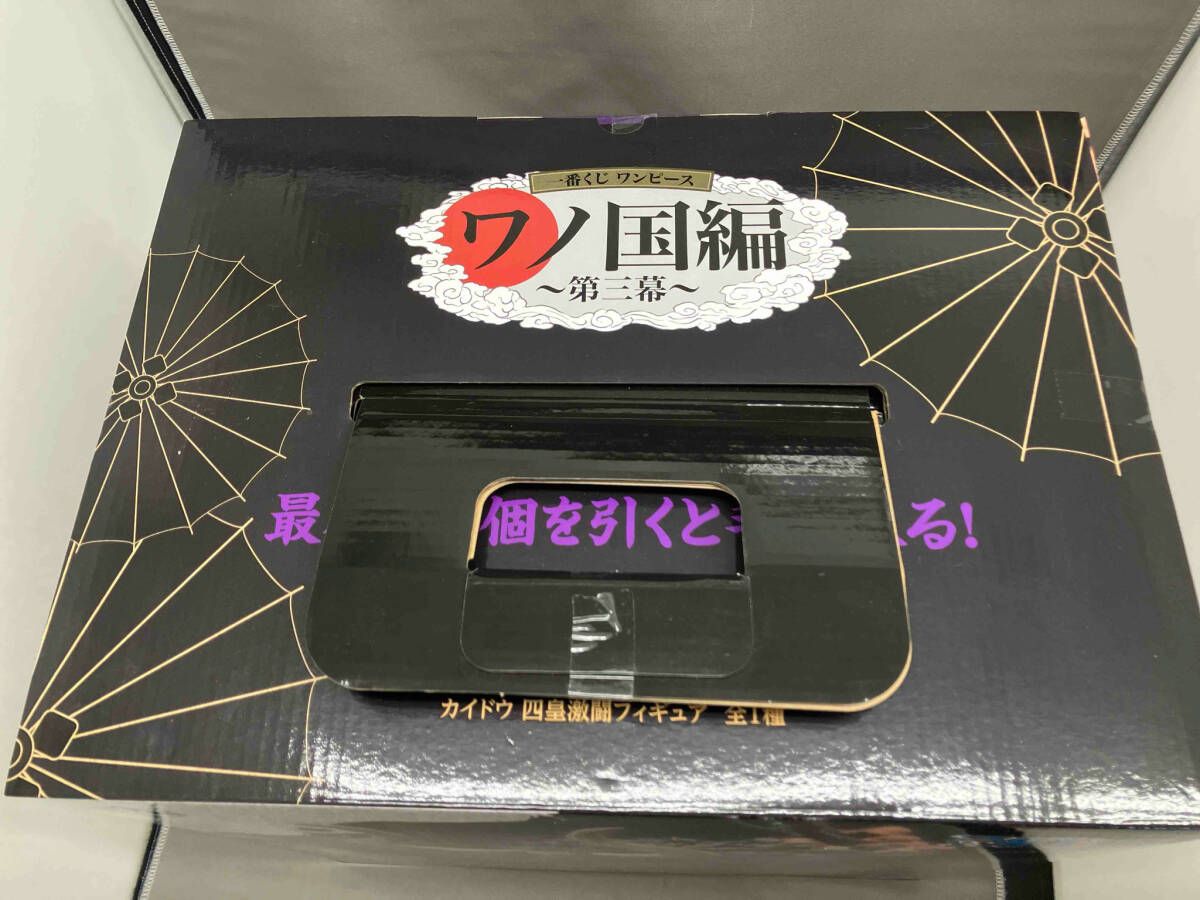 一番くじ ワンピース
ワノ国編
～第三幕～
最 個を引くと る!
カイドウ 四皇激闘フィギュア 全1種